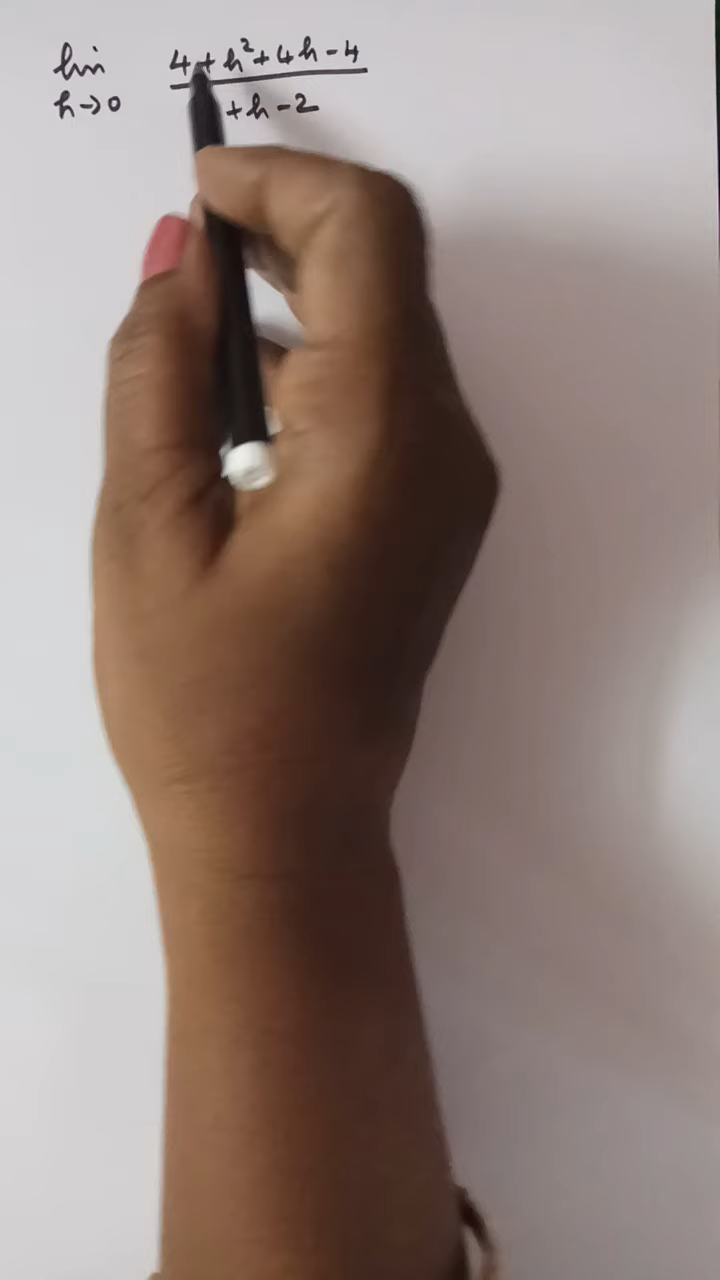 lim 4 + h² + 4h - 4
h→0 + h - 2